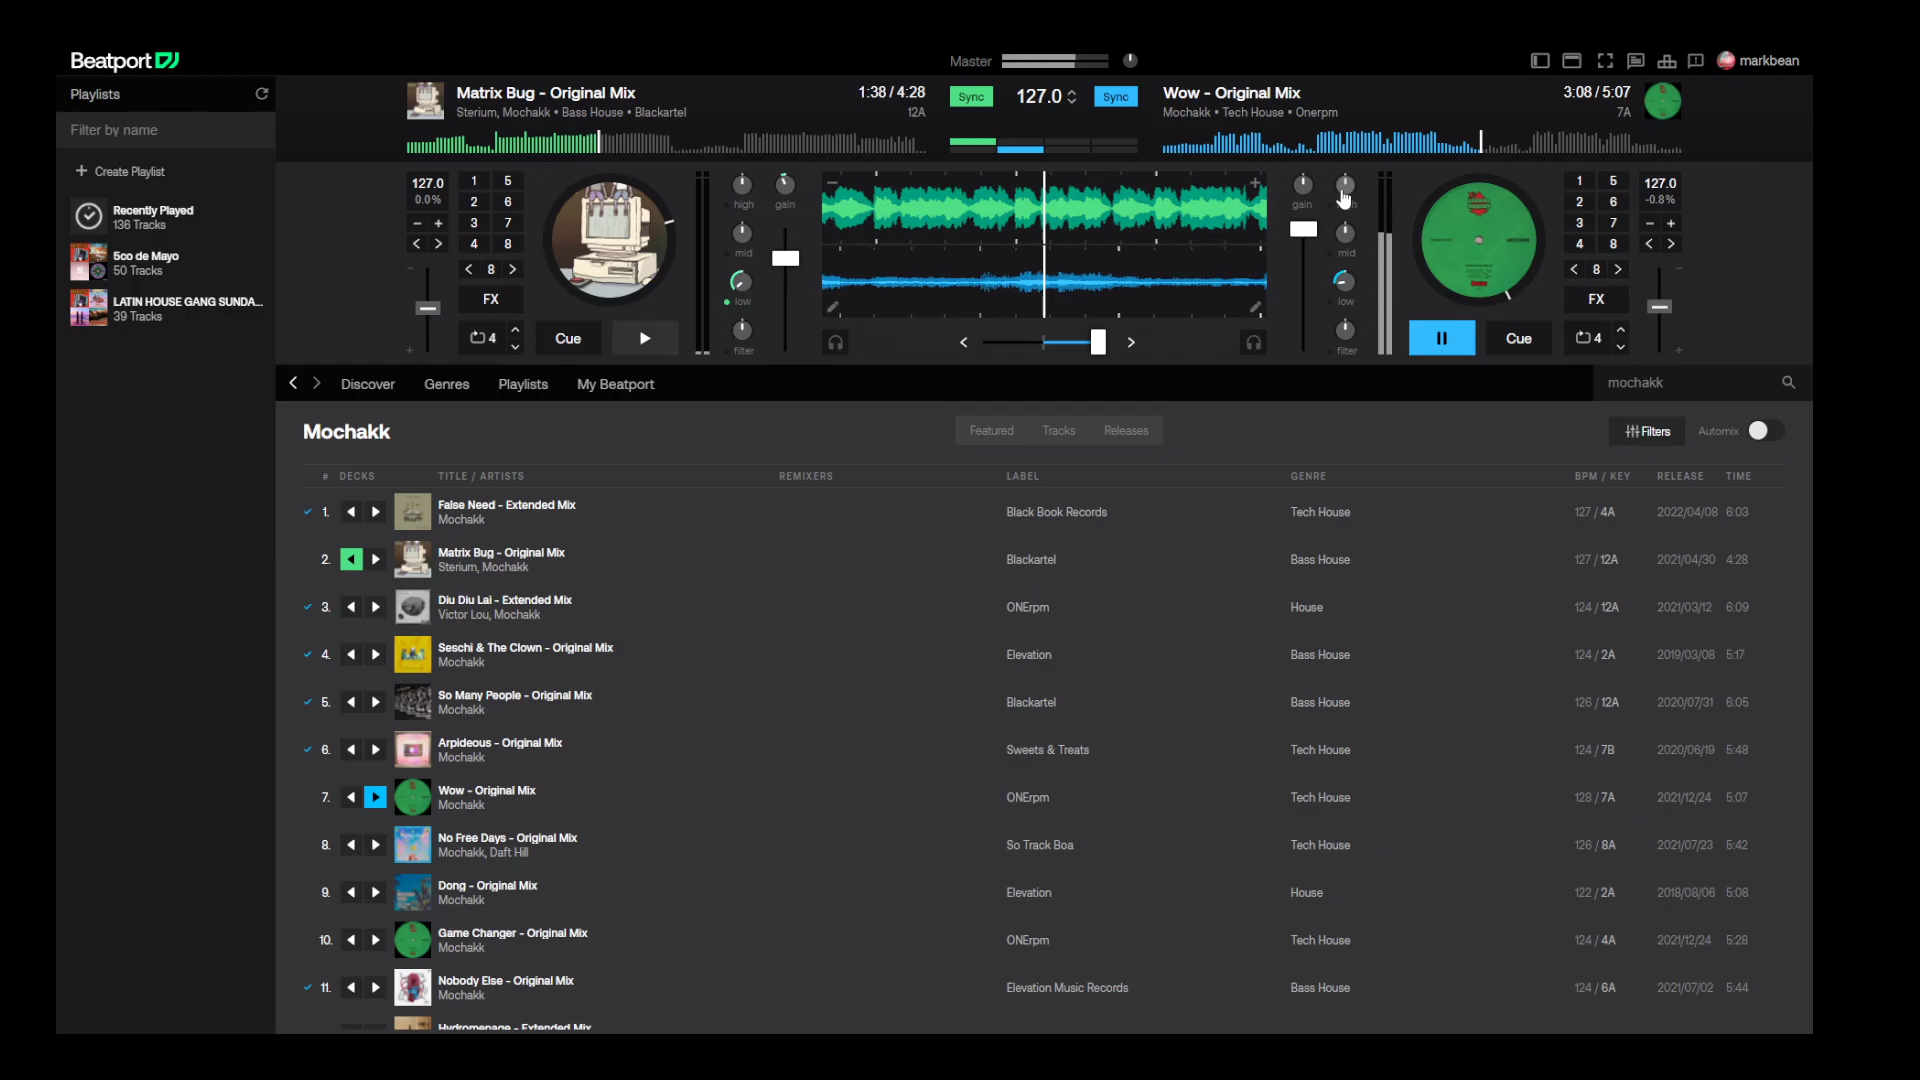 Beatport DJ
Master
markbean
Playlists
Filter by name
Create Playlist
Recently Played
136 Tracks
5co de Mayo
50 Tracks
LATIN HOUSE GANG SUNDA...
39 Tracks
Matrix Bug - Original Mix
Sterium, Mochakk • Bass House • Blackartel
1:38 / 4:28
12A
Sync
127.0
Sync
Wow - Original Mix
Mochakk • Tech House • Onerpm
3:08 / 5:07
7A
127.0
0.0%
- +
< >
1 5
2 6
3 7
4 8
< 8 >
FX
4
Cue
high
mid
low
filter
gain
gain
mid
low
filter
1 5
2 6
3 7
4 8
127.0
-0.8%
- +
< >
< 8 >
FX
Cue
4
Discover
Genres
Playlists
My Beatport
mochakk
Mochakk
Featured
Tracks
Releases
Filters
Automix
# DECKS TITLE / ARTISTS REMIXERS LABEL GENRE BPM / KEY RELEASE TIME
1. False Need - Extended Mix
Mochakk
Black Book Records Tech House 127 / 4A 2022/04/08 6:03
2. Matrix Bug - Original Mix
Sterium, Mochakk
Blackartel Bass House 127 / 12A 2021/04/30 4:28
3. Diu Diu Lai - Extended Mix
Victor Lou, Mochakk
ONErpm House 124 / 12A 2021/03/12 6:09
4. Seschi & The Clown - Original Mix
Mochakk
Elevation Bass House 124 / 2A 2019/03/08 5:17
5. So Many People - Original Mix
Mochakk
Blackartel Bass House 126 / 12A 2020/07/31 6:05
6. Arpideous - Original Mix
Mochakk
Sweets & Treats Tech House 124 / 7B 2020/06/19 5:48
7. Wow - Original Mix
Mochakk
ONErpm Tech House 128 / 7A 2021/12/24 5:07
8. No Free Days - Original Mix
Mochakk, Daft Hill
So Track Boa Tech House 126 / 8A 2021/07/23 5:42
9. Dong - Original Mix
Mochakk
Elevation House 122 / 2A 2018/08/06 5:08
10. Game Changer - Original Mix
Mochakk
ONErpm Tech House 124 / 4A 2021/12/24 5:28
11. Nobody Else - Original Mix
Mochakk
Elevation Music Records Bass House 124 / 6A 2021/07/02 5:44
Hydromenage - Extended Mix